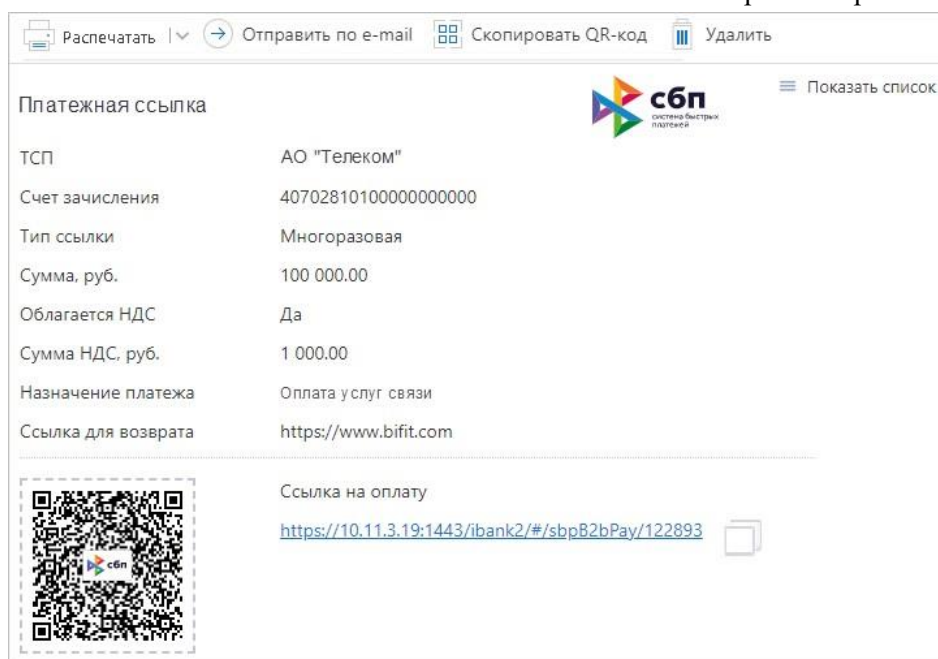 Распечатать Отправить по e-mail Скопировать QR-код Удалить
Платежная ссылка сбп система быстрых платежей Показать список
ТСП АО "Телеком"
Счет зачисления 40702810100000000000
Тип ссылки Многоразовая
Сумма, руб. 100 000.00
Облагается НДС Да
Сумма НДС, руб. 1 000.00
Назначение платежа Оплата услуг связи
Ссылка для возврата https://www.bifit.com
Ссылка на оплату
https://10.11.3.19:1443/ibank2/#/sbpB2bPay/122893
сбп